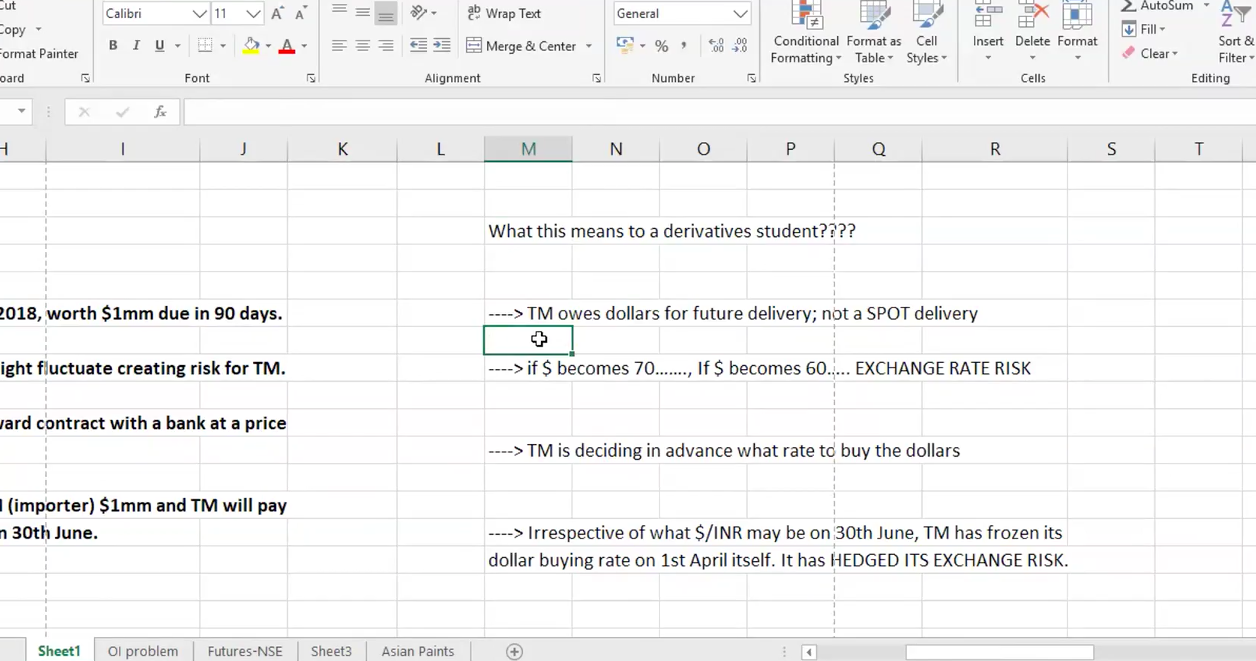 Cut
Copy
Format Painter
Calibri 11
B I U
Wrap Text
Merge & Center
General
% ,
Conditional Formatting
Format as Table
Cell Styles
Insert
Delete
Format
Σ AutoSum
Fill
Clear
Sort & Filter
Font
Alignment
Number
Styles
Cells
Editing
fx
H I J K L M N O P Q R S T
What this means to a derivatives student????
2018, worth $1mm due in 90 days.
----> TM owes dollars for future delivery; not a SPOT delivery
ight fluctuate creating risk for TM.
----> if $ becomes 70......., If $ becomes 60..... EXCHANGE RATE RISK
ward contract with a bank at a price
----> TM is deciding in advance what rate to buy the dollars
(importer) $1mm and TM will pay
n 30th June.
----> Irrespective of what $/INR may be on 30th June, TM has frozen its
dollar buying rate on 1st April itself. It has HEDGED ITS EXCHANGE RISK.
Sheet1
OI problem
Futures-NSE
Sheet3
Asian Paints